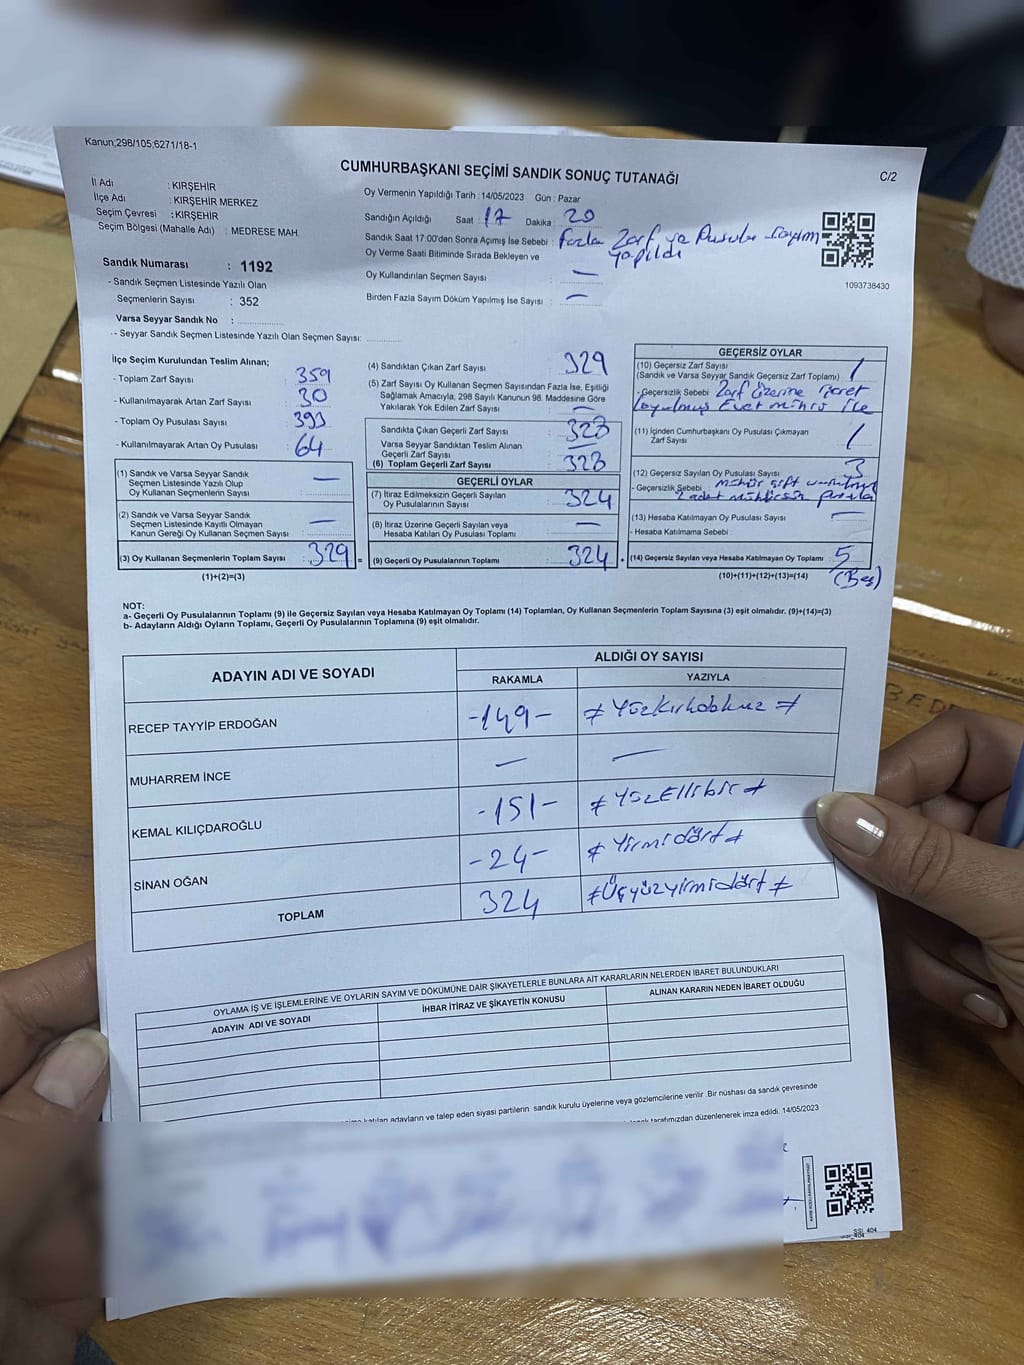 Kanun;298/105;6271/18-1
CUMHURBAŞKANI SEÇİMİ SANDIK SONUÇ TUTANAĞI
C/2
İl Adı : KIRŞEHİR
İlçe Adı : KIRŞEHİR MERKEZ
Seçim Çevresi : KIRŞEHİR
Seçim Bölgesi (Mahalle Adı) : MEDRESE MAH.
Sandık Numarası : 1192
- Sandık Seçmen Listesinde Yazılı Olan
Seçmenlerin Sayısı : 352
Varsa Seyyar Sandık No :
- Seyyar Sandık Seçmen Listesinde Yazılı Olan Seçmen Sayısı:
Oy Vermenin Yapıldığı Tarih : 14/05/2023 Gün : Pazar
Sandığın Açıldığı Saat : 17 Dakika : 20
Sandık Saat 17:00'den Sonra Açımış İse Sebebi : Fazla Zarf ve Pusula Sayım
yapıldı
Oy Verme Saati Bitiminde Sırada Bekleyen ve
Oy Kullandırılan Seçmen Sayısı : —
Birden Fazla Sayım Döküm Yapılmış İse Sayısı : —
1093738430
İlçe Seçim Kurulundan Teslim Alınan;
- Toplam Zarf Sayısı : 359
- Kullanılmayarak Artan Zarf Sayısı : 30
- Toplam Oy Pusulası Sayısı : 393
- Kullanılmayarak Artan Oy Pusulası : 64
(1) Sandık ve Varsa Seyyar Sandık
Seçmen Listesinde Yazılı Olup
Oy Kullanan Seçmenlerin Sayısı : —
(2) Sandık ve Varsa Seyyar Sandık
Seçmen Listesinde Kayıtlı Olmayan
Kanun Gereği Oy Kullanan Seçmen Sayısı : —
(3) Oy Kullanan Seçmenlerin Toplam Sayısı : 329 =
(1)+(2)=(3)
(4) Sandıktan Çıkan Zarf Sayısı : 329
(5) Zarf Sayısı Oy Kullanan Seçmen Sayısından Fazla İse, Eşitliği
Sağlamak Amacıyla; 298 Sayılı Kanunun 98. Maddesine Göre
Yakılarak Yok Edilen Zarf Sayısı : —
Sandıkta Çıkan Geçerli Zarf Sayısı : 328
Varsa Seyyar Sandıktan Teslim Alınan
Geçerli Zarf Sayısı : —
(6) Toplam Geçerli Zarf Sayısı : 328
GEÇERLİ OYLAR
(7) İtiraz Edilmeksizin Geçerli Sayılan
Oy Pusulasının Sayısı : 324
(8) İtiraz Üzerine Geçerli Sayılan veya
Hesaba Katılan Oy Pusulası Toplamı : —
(9) Geçerli Oy Pusulalarının Toplamı : 324 +
GEÇERSİZ OYLAR
(10) Geçersiz Zarf Sayısı
(Sandık ve Varsa Seyyar Sandık Geçersiz Zarf Toplamı) : 1
- Geçersizlik Sebebi : Zarf üzerine işaret
koyulmuş Evet mührü ile
(11) İçinden Cumhurbaşkanı Oy Pusulası Çıkmayan
Zarf Sayısı : 1
(12) Geçersiz Sayılan Oy Pusulası Sayısı : 3
- Geçersizlik Sebebi : mühür çift
2 adet mühürsüz pusula
(13) Hesaba Katılmayan Oy Pusulası Sayısı : —
- Hesaba Katılmama Sebebi :
(14) Geçersiz Sayılan veya Hesaba Katılmayan Oy Toplamı : 5
(Beş)
(10)+(11)+(12)+(13)=(14)
NOT:
a- Geçerli Oy Pusulalarının Toplamı (9) ile Geçersiz Sayılan veya Hesaba Katılmayan Oy Toplamı (14) Toplamları, Oy Kullanan Seçmenlerin Toplam Sayısına (3) eşit olmalıdır. (9)+(14)=(3)
b- Adayların Aldığı Oyların Toplamı, Geçerli Oy Pusulalarının Toplamına (9) eşit olmalıdır.
ADAYIN ADI VE SOYADI
ALDIĞI OY SAYISI
RAKAMLA YAZIYLA
RECEP TAYYİP ERDOĞAN -149- ≠ Yüzkırkdokuz ≠
MUHARREM İNCE — —
KEMAL KILIÇDAROĞLU -151- ≠ YüzEllibir ≠
SİNAN OĞAN -24- ≠ Yirmidört ≠
TOPLAM 324 ≠ Üçyüzyirmidört ≠
OYLAMA İŞ VE İŞLEMLERİNE VE OYLARIN SAYIM VE DÖKÜMÜNE DAİR ŞİKAYETLERLE BUNLARA AİT KARARLARIN NELERDEN İBARET BULUNDUKLARI
ADAYIN ADI VE SOYADI İHBAR İTİRAZ VE ŞİKAYETİN KONUSU ALINAN KARARIN NEDEN İBARET OLDUĞU
katılan adayların ve talep eden siyasi partilerin sandık kurulu üyelerine veya gözlemcilerine verilir. Bir nüshası da sandık çevresinde
tarafımızdan düzenlenerek imza edildi. 14/05/2023
SSİ_404